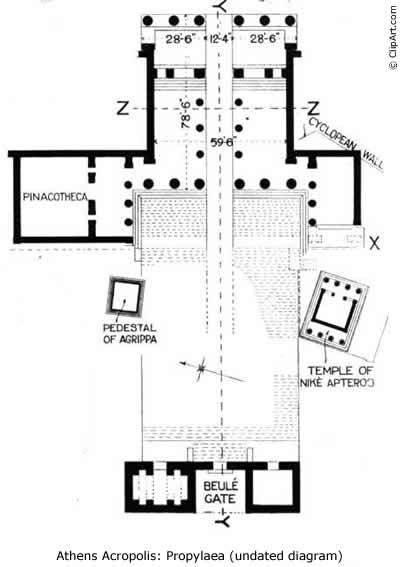 Y
28'-6" 12'-4" 28'-6"
© ClipArt.com
Z Z
78'-6"
59'-6"
CYCLOPEAN WALL
PINACOTHECA
X
PEDESTAL
OF AGRIPPA
TEMPLE OF
NIKÈ APTEROS
BEULÉ
GATE
Y
Athens Acropolis: Propylaea (undated diagram)